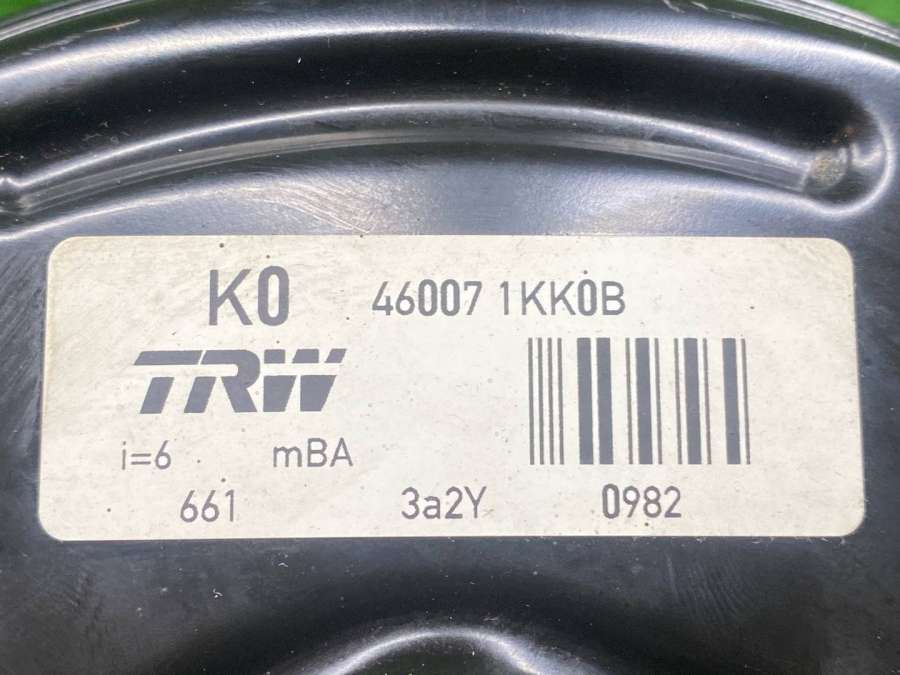 K0 46007 1KK0B
TRW
i=6 mBA
661 3a2Y 0982